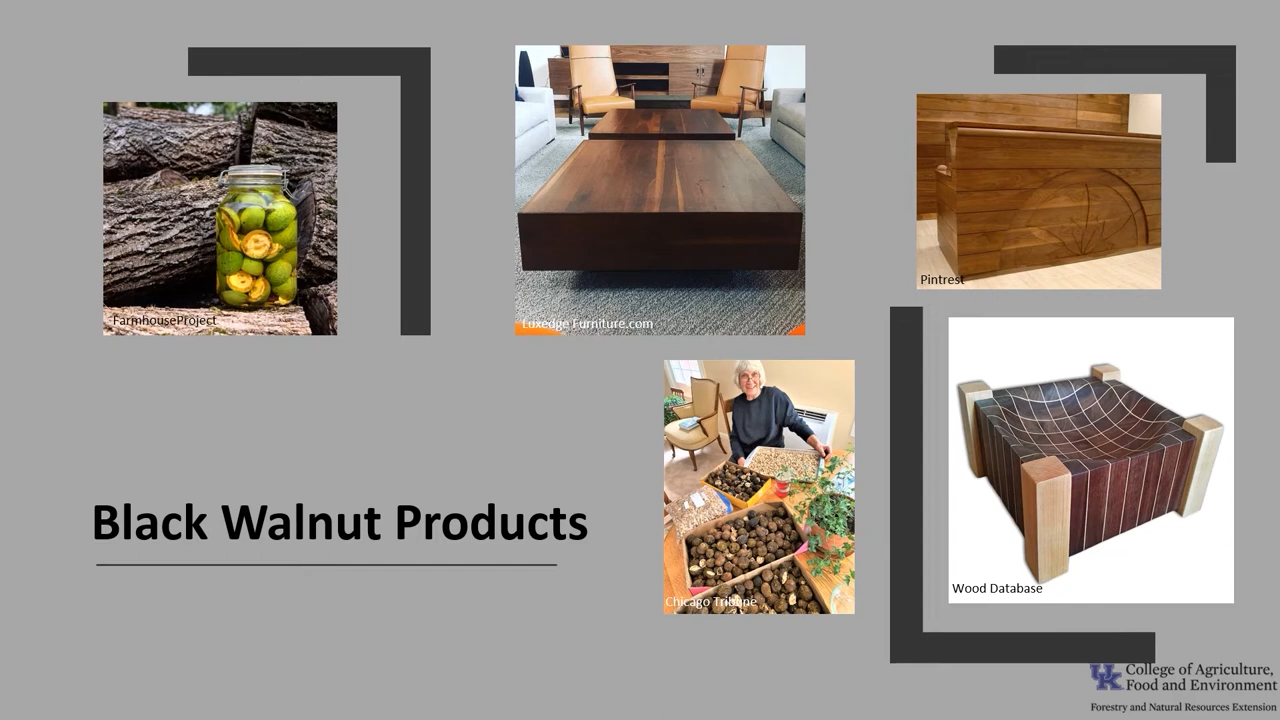 FarmhouseProject
Luxedge Furniture.com
Pintrest
Black Walnut Products
Chicago Tribune
Wood Database
UK College of Agriculture,
Food and Environment
Forestry and Natural Resources Extension